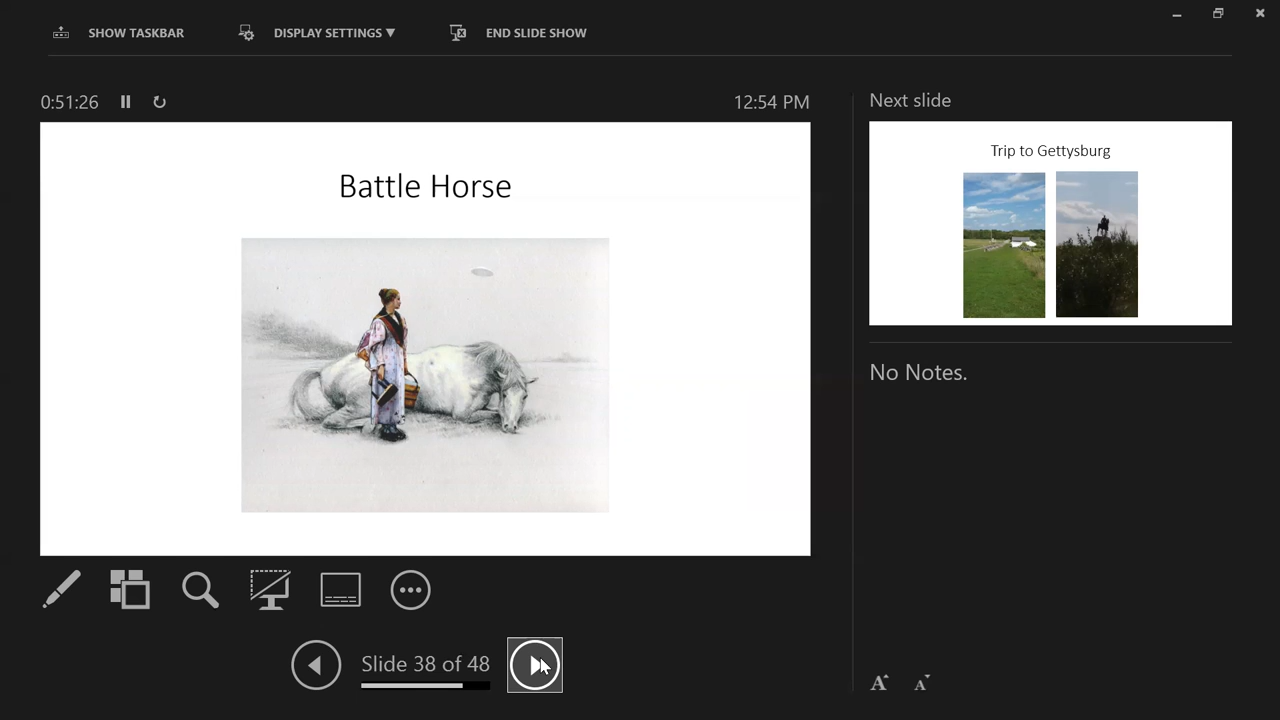 SHOW TASKBAR
DISPLAY SETTINGS ▼
END SLIDE SHOW
0:51:26
12:54 PM
Battle Horse
Slide 38 of 48
Next slide
Trip to Gettysburg
No Notes.
A A